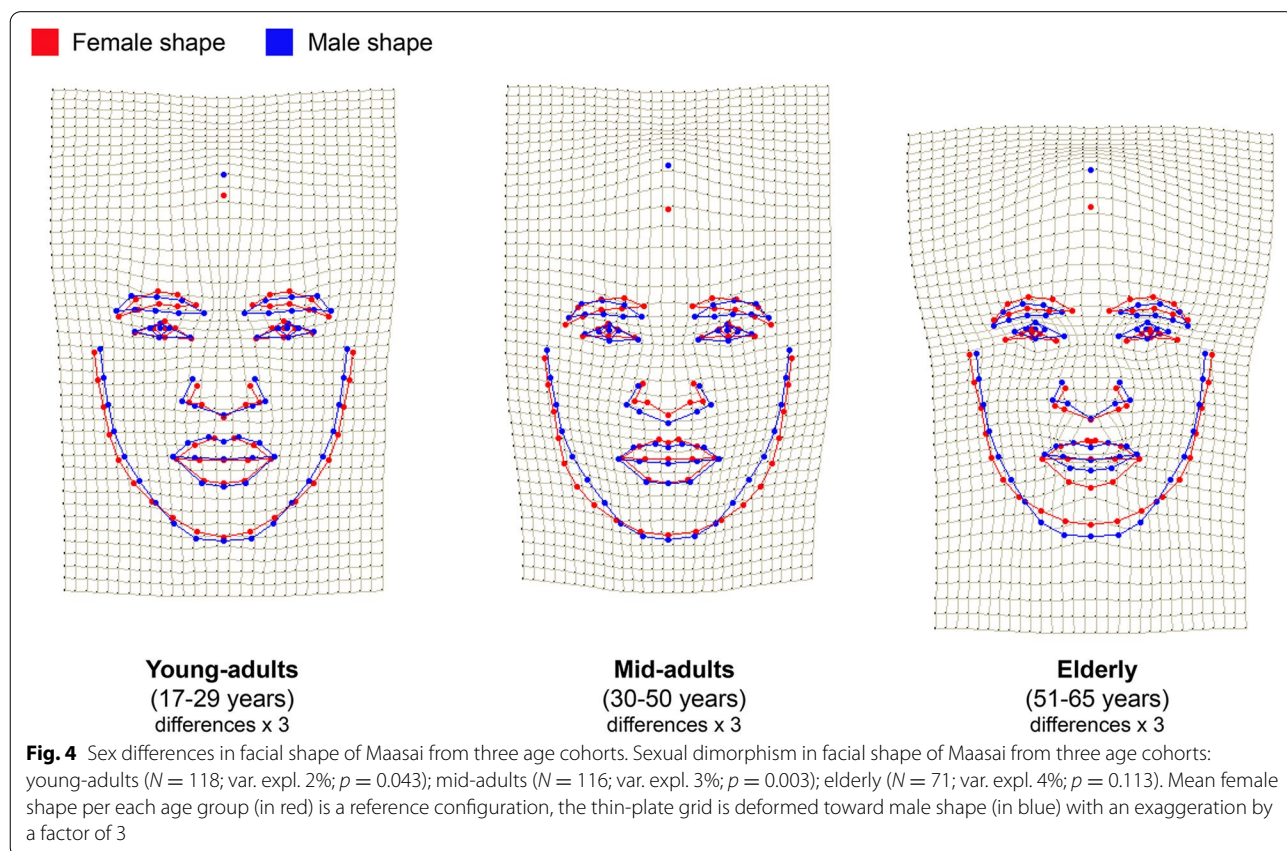 Female shape Male shape
Young-adults
(17-29 years)
differences x 3
Mid-adults
(30-50 years)
differences x 3
Elderly
(51-65 years)
differences x 3
Fig. 4 Sex differences in facial shape of Maasai from three age cohorts. Sexual dimorphism in facial shape of Maasai from three age cohorts:
young-adults (N = 118; var. expl. 2%; p = 0.043); mid-adults (N = 116; var. expl. 3%; p = 0.003); elderly (N = 71; var. expl. 4%; p = 0.113). Mean female
shape per each age group (in red) is a reference configuration, the thin-plate grid is deformed toward male shape (in blue) with an exaggeration by
a factor of 3